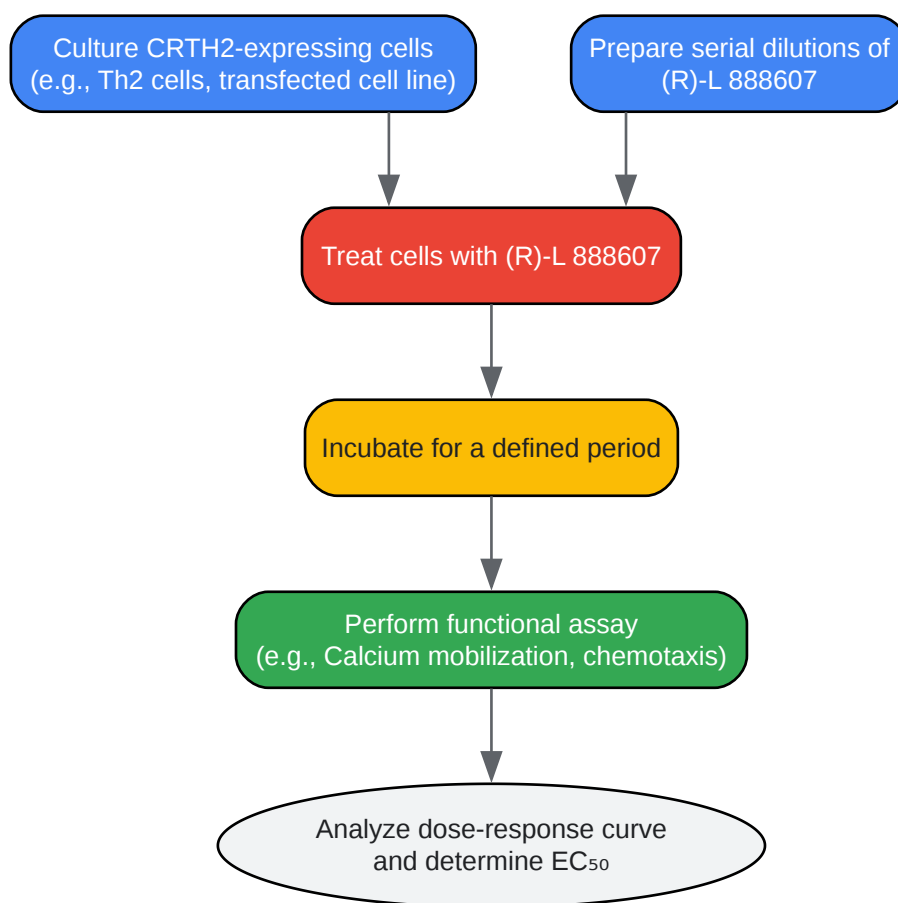 Culture CRTH2-expressing cells
(e.g., Th2 cells, transfected cell line)
Prepare serial dilutions of
(R)-L 888607
Treat cells with (R)-L 888607
Incubate for a defined period
Perform functional assay
(e.g., Calcium mobilization, chemotaxis)
Analyze dose-response curve
and determine EC₅₀